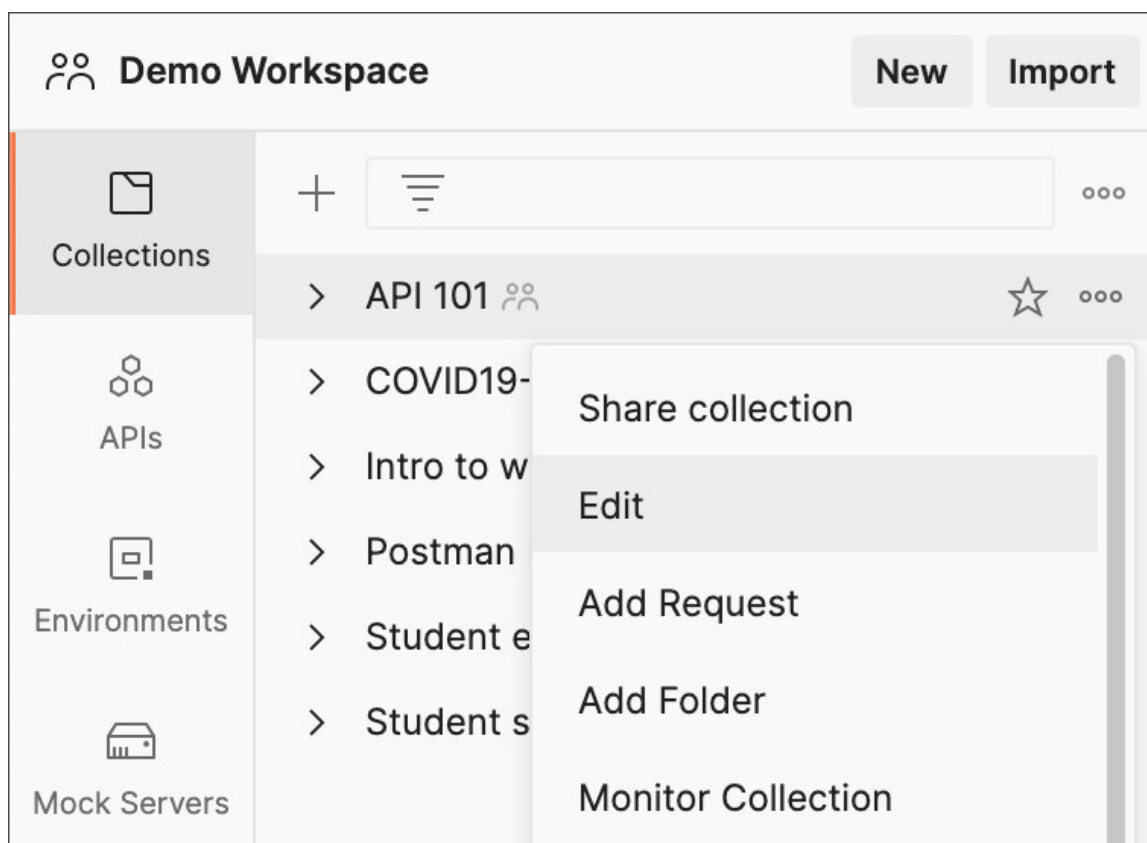 Demo Workspace New Import
Collections
API 101
COVID19-
Share collection
APIs
Intro to w
Edit
Postman
Environments
Add Request
Student e
Add Folder
Student s
Mock Servers
Monitor Collection